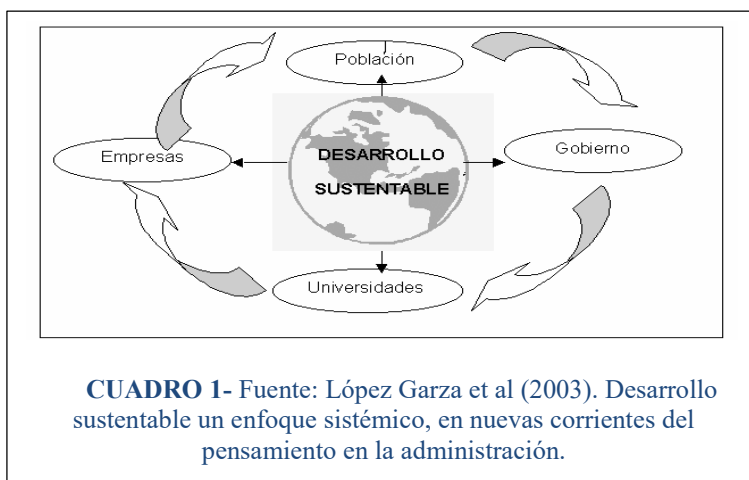 Población
Empresas
DESARROLLO
SUSTENTABLE
Gobierno
Universidades
CUADRO 1- Fuente: López Garza et al (2003). Desarrollo
sustentable un enfoque sistémico, en nuevas corrientes del
pensamiento en la administración.